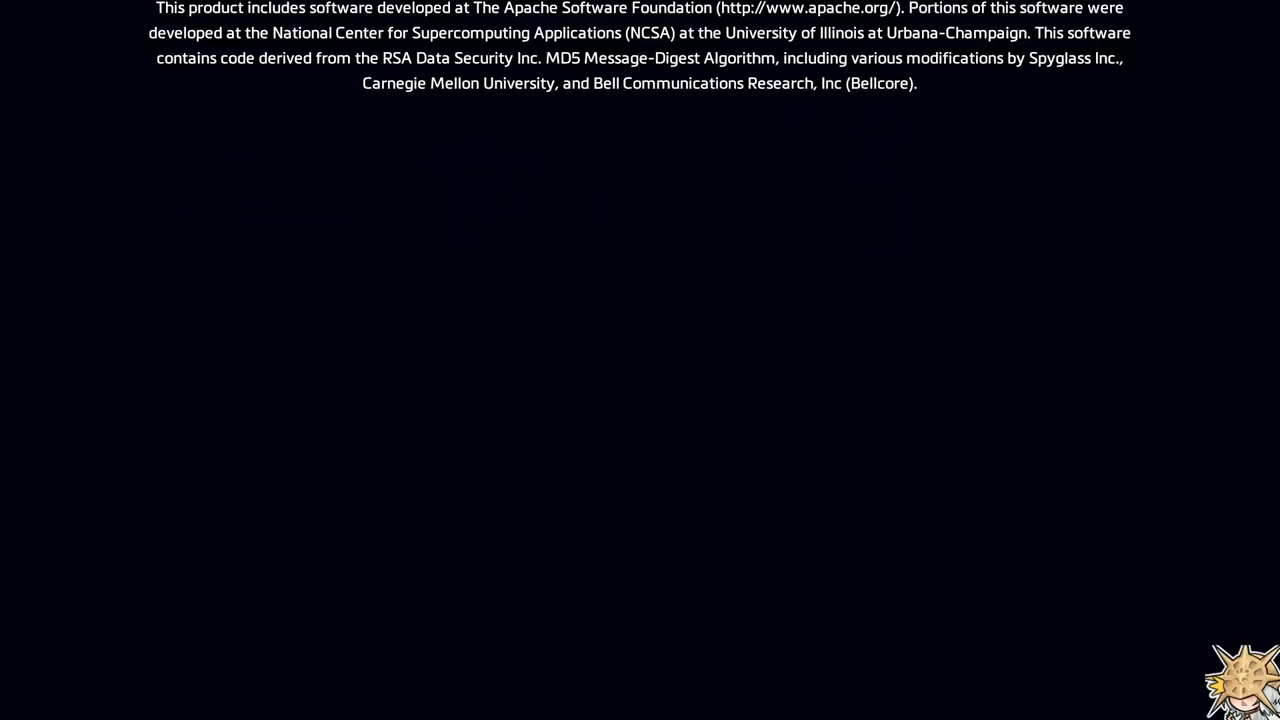 This product includes software developed at The Apache Software Foundation (http://www.apache.org/). Portions of this software were
developed at the National Center for Supercomputing Applications (NCSA) at the University of Illinois at Urbana-Champaign. This software
contains code derived from the RSA Data Security Inc. MD5 Message-Digest Algorithm, including various modifications by Spyglass Inc.,
Carnegie Mellon University, and Bell Communications Research, Inc (Bellcore).